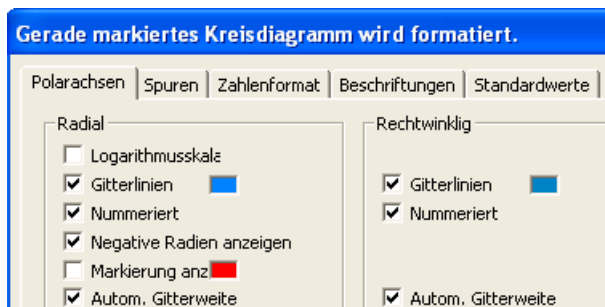 Gerade markiertes Kreisdiagramm wird formatiert.
Polarachsen Spuren Zahlenformat Beschriftungen Standardwerte
Radial
Logarithmusskala
Gitterlinien
Nummeriert
Negative Radien anzeigen
Markierung anz
Autom. Gitterweite
Rechtwinklig
Gitterlinien
Nummeriert
Autom. Gitterweite